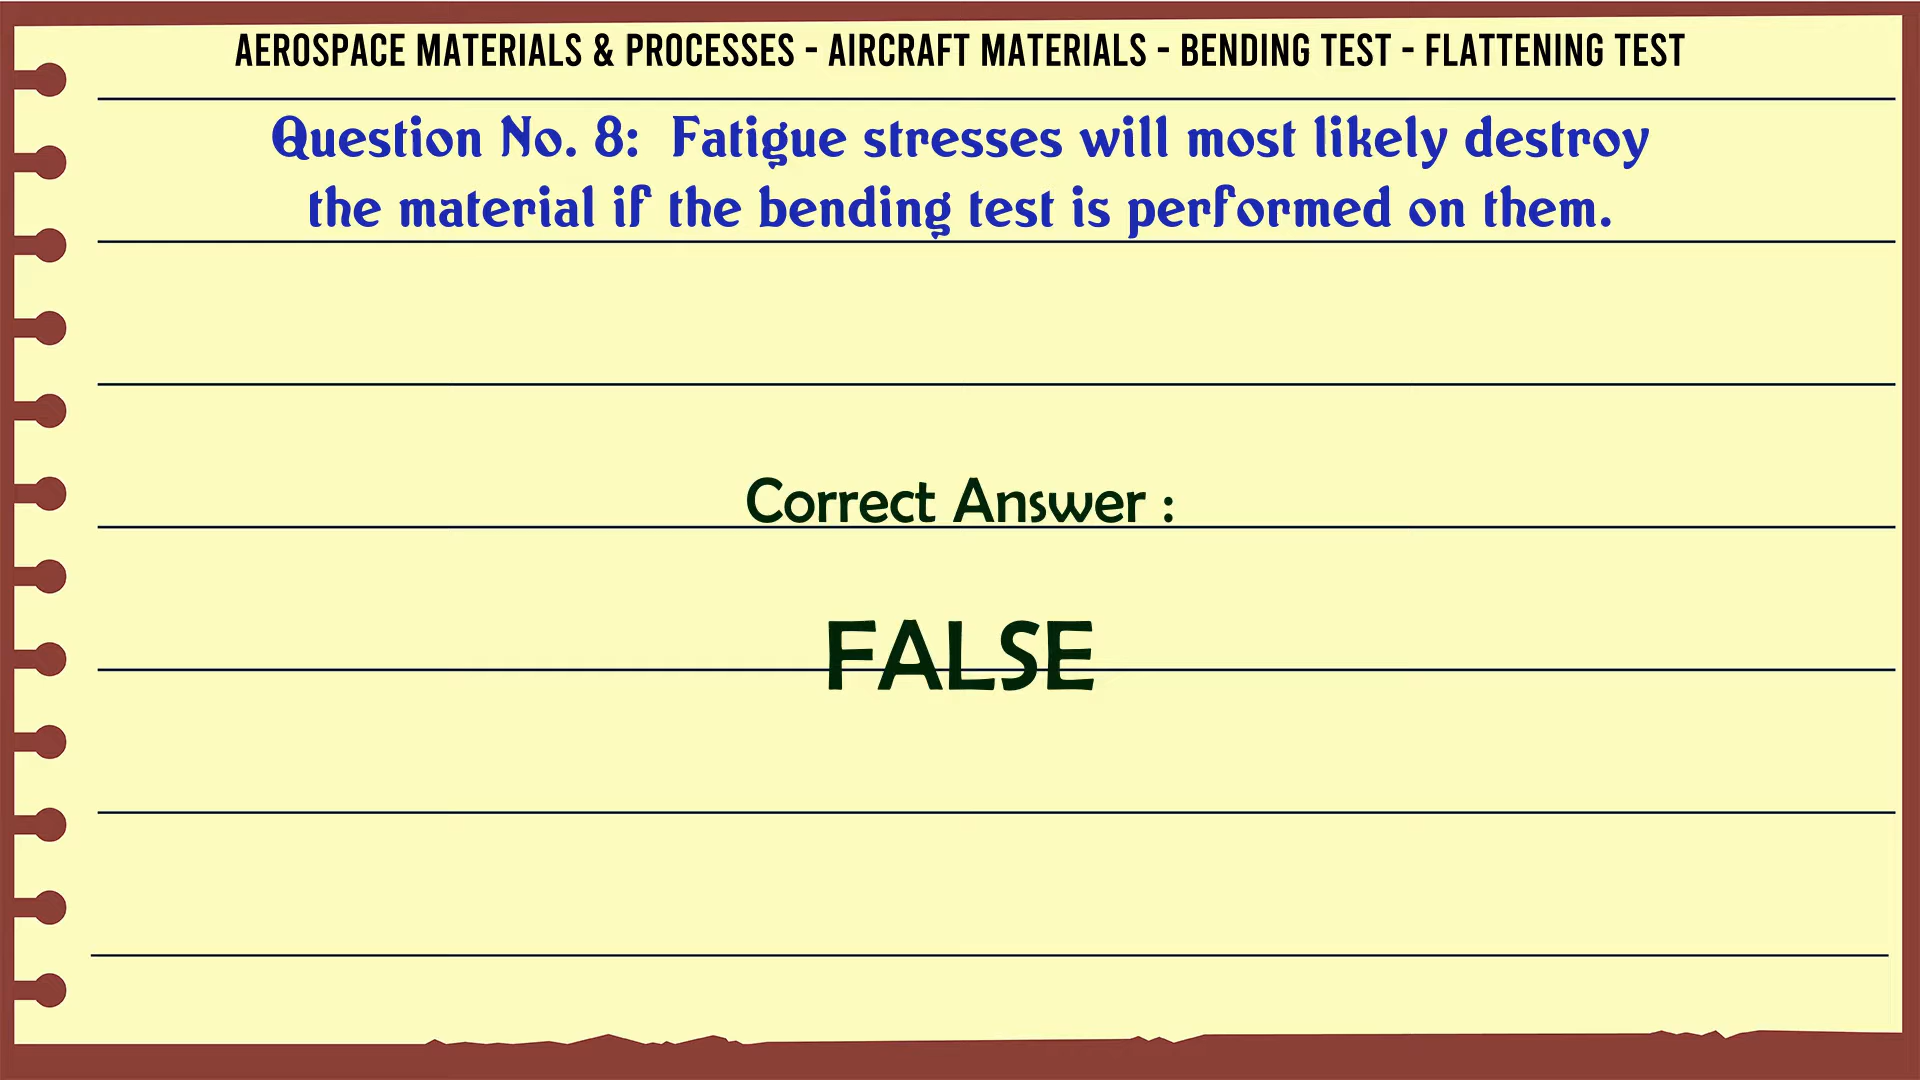 AEROSPACE MATERIALS & PROCESSES - AIRCRAFT MATERIALS - BENDING TEST - FLATTENING TEST
Question No. 8:  Fatigue stresses will most likely destroy
the material if the bending test is performed on them.
Correct Answer :
FALSE